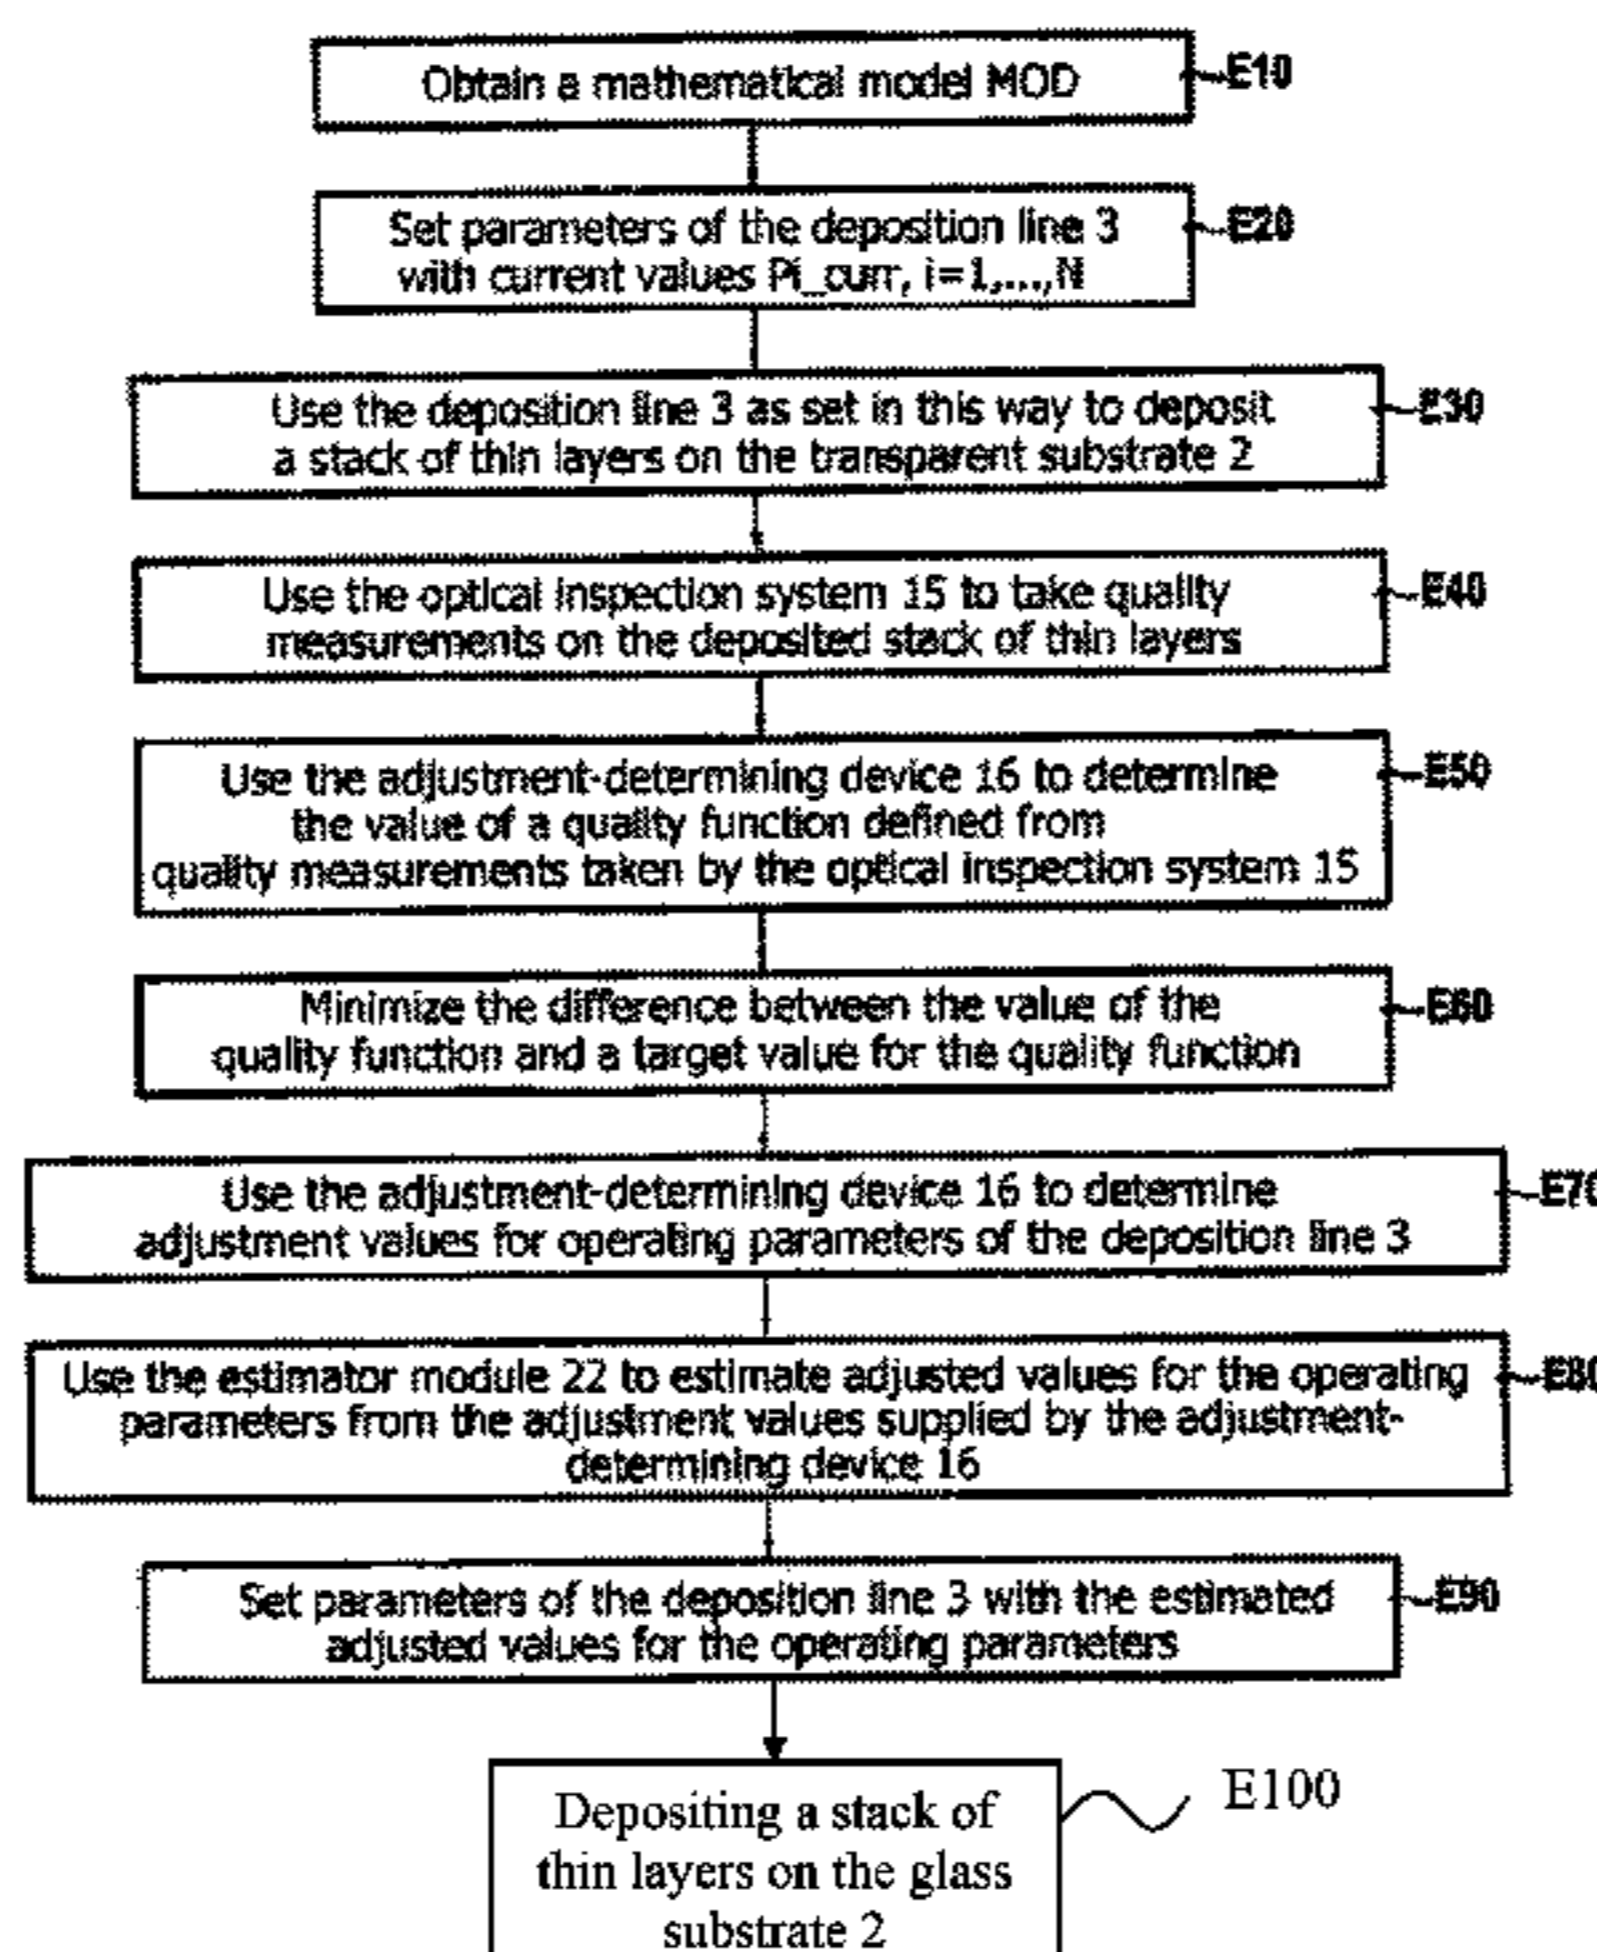 Obtain a mathematical model MOD
E10
Set parameters of the deposition line 3
with current values Pi_curr, i=1,...,N
E20
Use the deposition line 3 as set in this way to deposit
a stack of thin layers on the transparent substrate 2
E30
Use the optical inspection system 15 to take quality
measurements on the deposited stack of thin layers
E40
Use the adjustment-determining device 16 to determine
the value of a quality function defined from
quality measurements taken by the optical inspection system 15
E50
Minimize the difference between the value of the
quality function and a target value for the quality function
E60
Use the adjustment-determining device 16 to determine
adjustment values for operating parameters of the deposition line 3
E70
Use the estimator module 22 to estimate adjusted values for the operating
parameters from the adjustment values supplied by the adjustment-
determining device 16
E80
Set parameters of the deposition line 3 with the estimated
adjusted values for the operating parameters
E90
Depositing a stack of
thin layers on the glass
substrate 2
E100